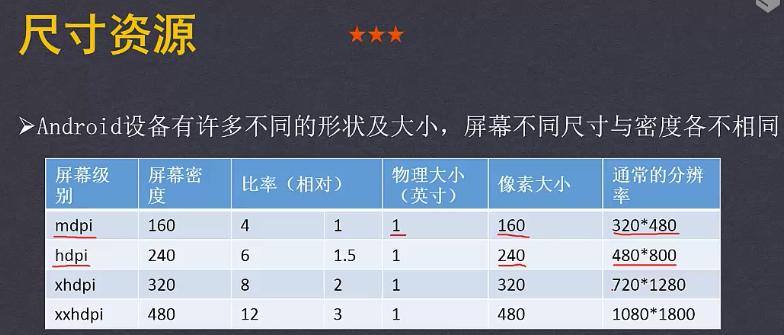 尺寸资源
★★★
➢Android设备有许多不同的形状及大小，屏幕不同尺寸与密度各不相同
屏幕级别 屏幕密度 比率（相对） 物理大小（英寸） 像素大小 通常的分辨率
mdpi 160 4 1 1 160 320*480
hdpi 240 6 1.5 1 240 480*800
xhdpi 320 8 2 1 320 720*1280
xxhdpi 480 12 3 1 480 1080*1800